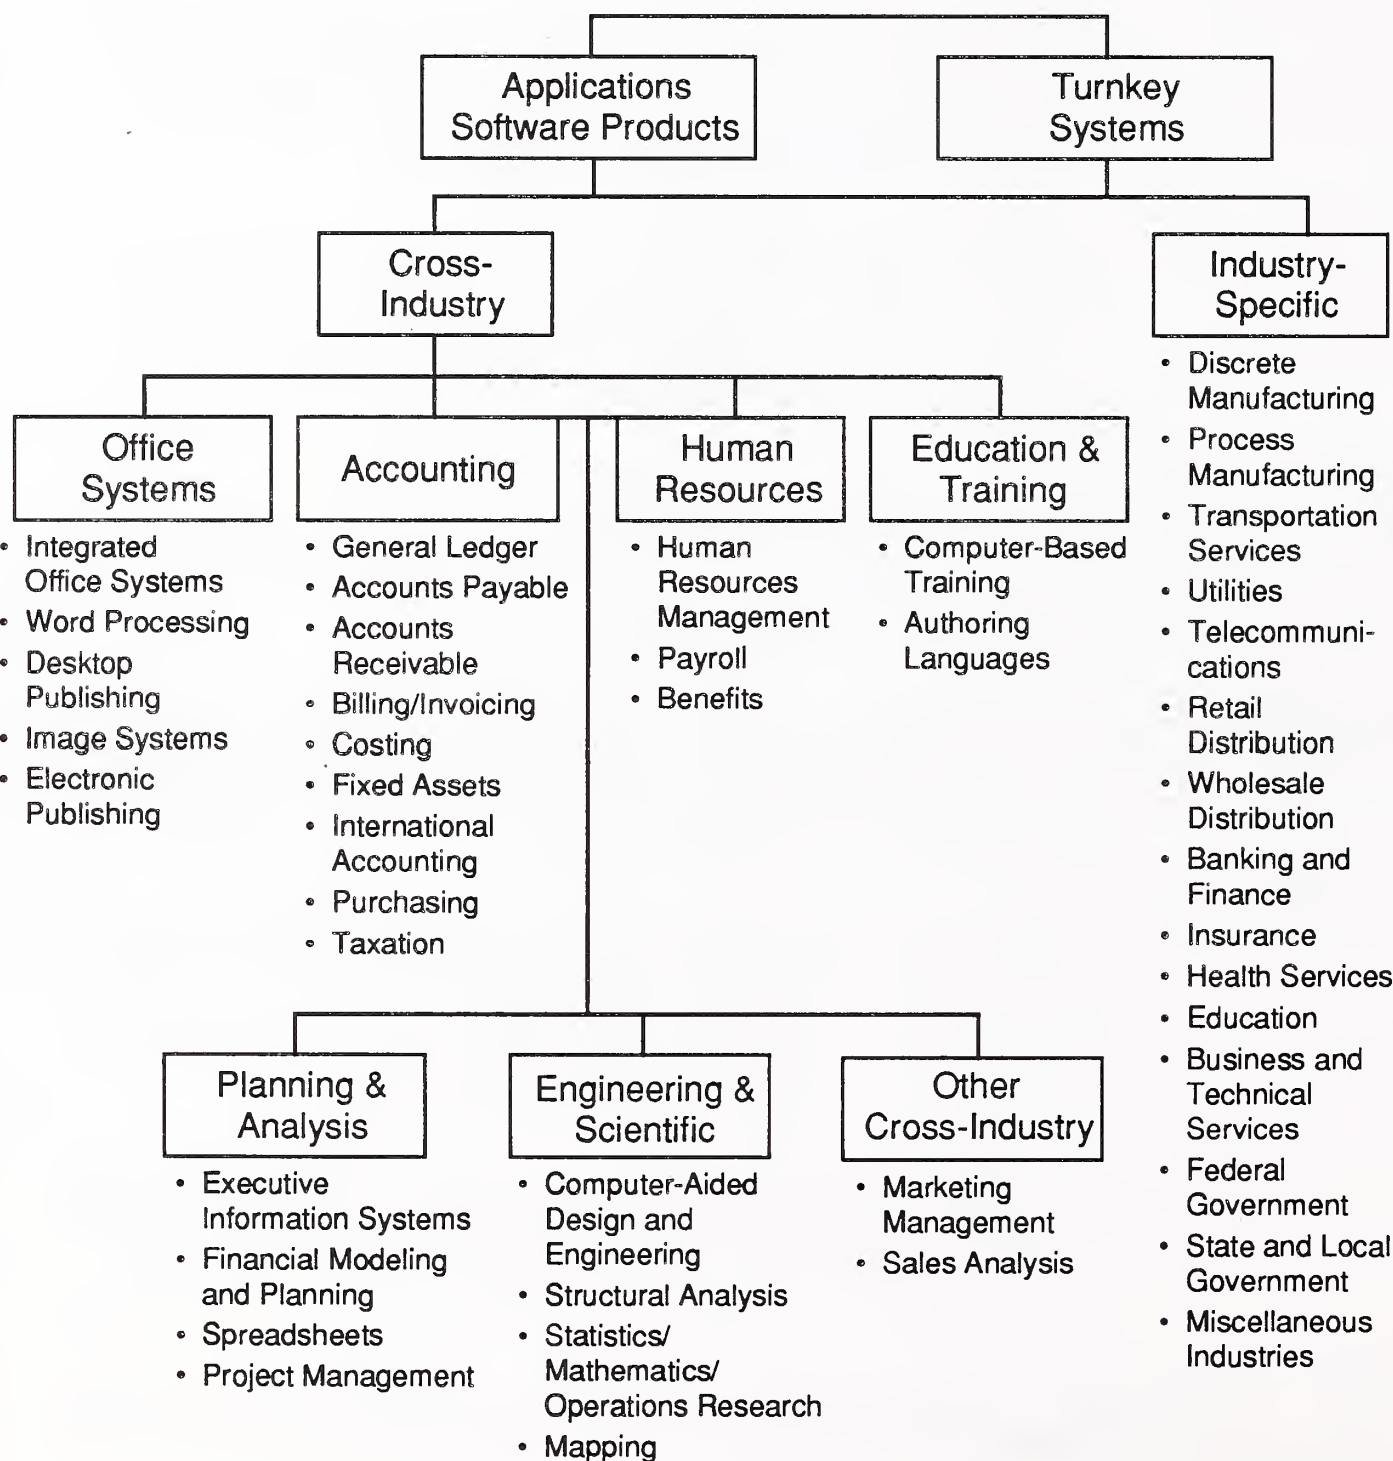 Applications
Software Products
Turnkey
Systems
Cross-
Industry
Industry-
Specific
Office
Systems
• Integrated
Office Systems
• Word Processing
• Desktop
Publishing
• Image Systems
• Electronic
Publishing
Accounting
• General Ledger
• Accounts Payable
• Accounts
Receivable
• Billing/Invoicing
• Costing
• Fixed Assets
• International
Accounting
• Purchasing
• Taxation
Human
Resources
• Human
Resources
Management
• Payroll
• Benefits
Education &
Training
• Computer-Based
Training
• Authoring
Languages
• Discrete
Manufacturing
• Process
Manufacturing
• Transportation
Services
• Utilities
• Telecommuni-
cations
• Retail
Distribution
• Wholesale
Distribution
• Banking and
Finance
• Insurance
• Health Services
• Education
• Business and
Technical
Services
• Federal
Government
• State and Local
Government
• Miscellaneous
Industries
Planning &
Analysis
• Executive
Information Systems
• Financial Modeling
and Planning
• Spreadsheets
• Project Management
Engineering &
Scientific
• Computer-Aided
Design and
Engineering
• Structural Analysis
• Statistics/
Mathematics/
Operations Research
• Mapping
Other
Cross-Industry
• Marketing
Management
• Sales Analysis